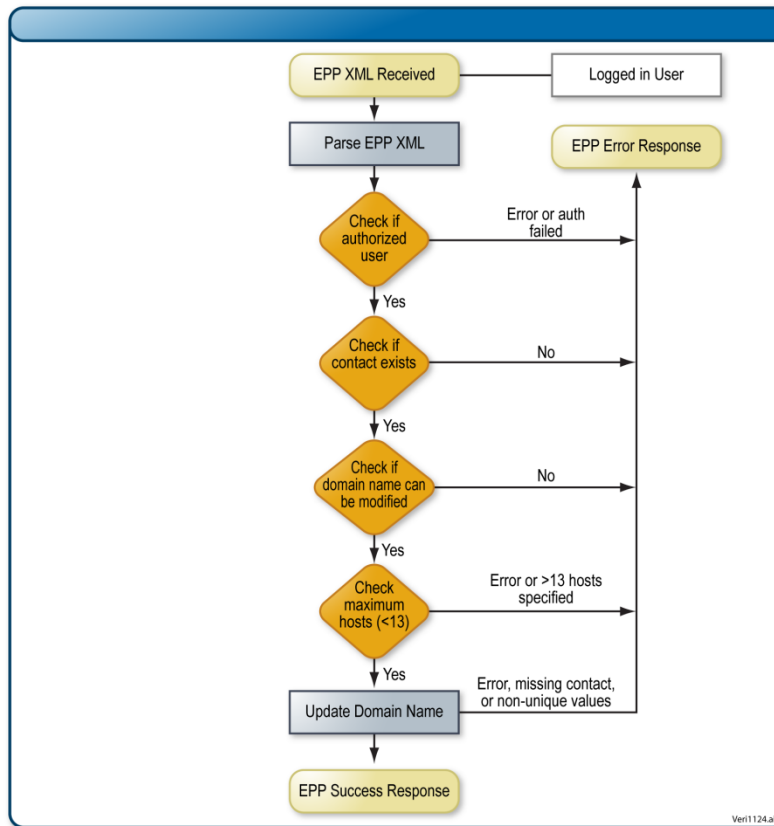 EPP XML Received
Logged in User
Parse EPP XML
EPP Error Response
Check if
authorized
user
Error or auth
failed
Yes
Check if
contact exists
No
Yes
Check if
domain name can
be modified
No
Yes
Check
maximum
hosts (<13)
Error or >13 hosts
specified
Yes
Update Domain Name
Error, missing contact,
or non-unique values
EPP Success Response